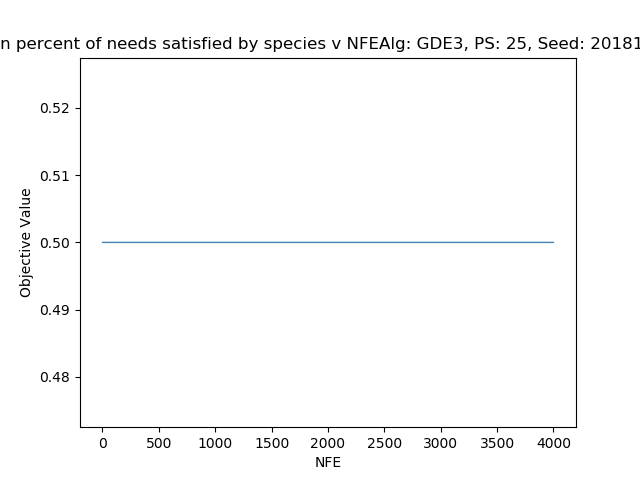 n percent of needs satisfied by species v NFEAlg: GDE3, PS: 25, Seed: 20181
0.52
0.51
0.50
0.49
0.48
Objective Value
0 500 1000 1500 2000 2500 3000 3500 4000
NFE